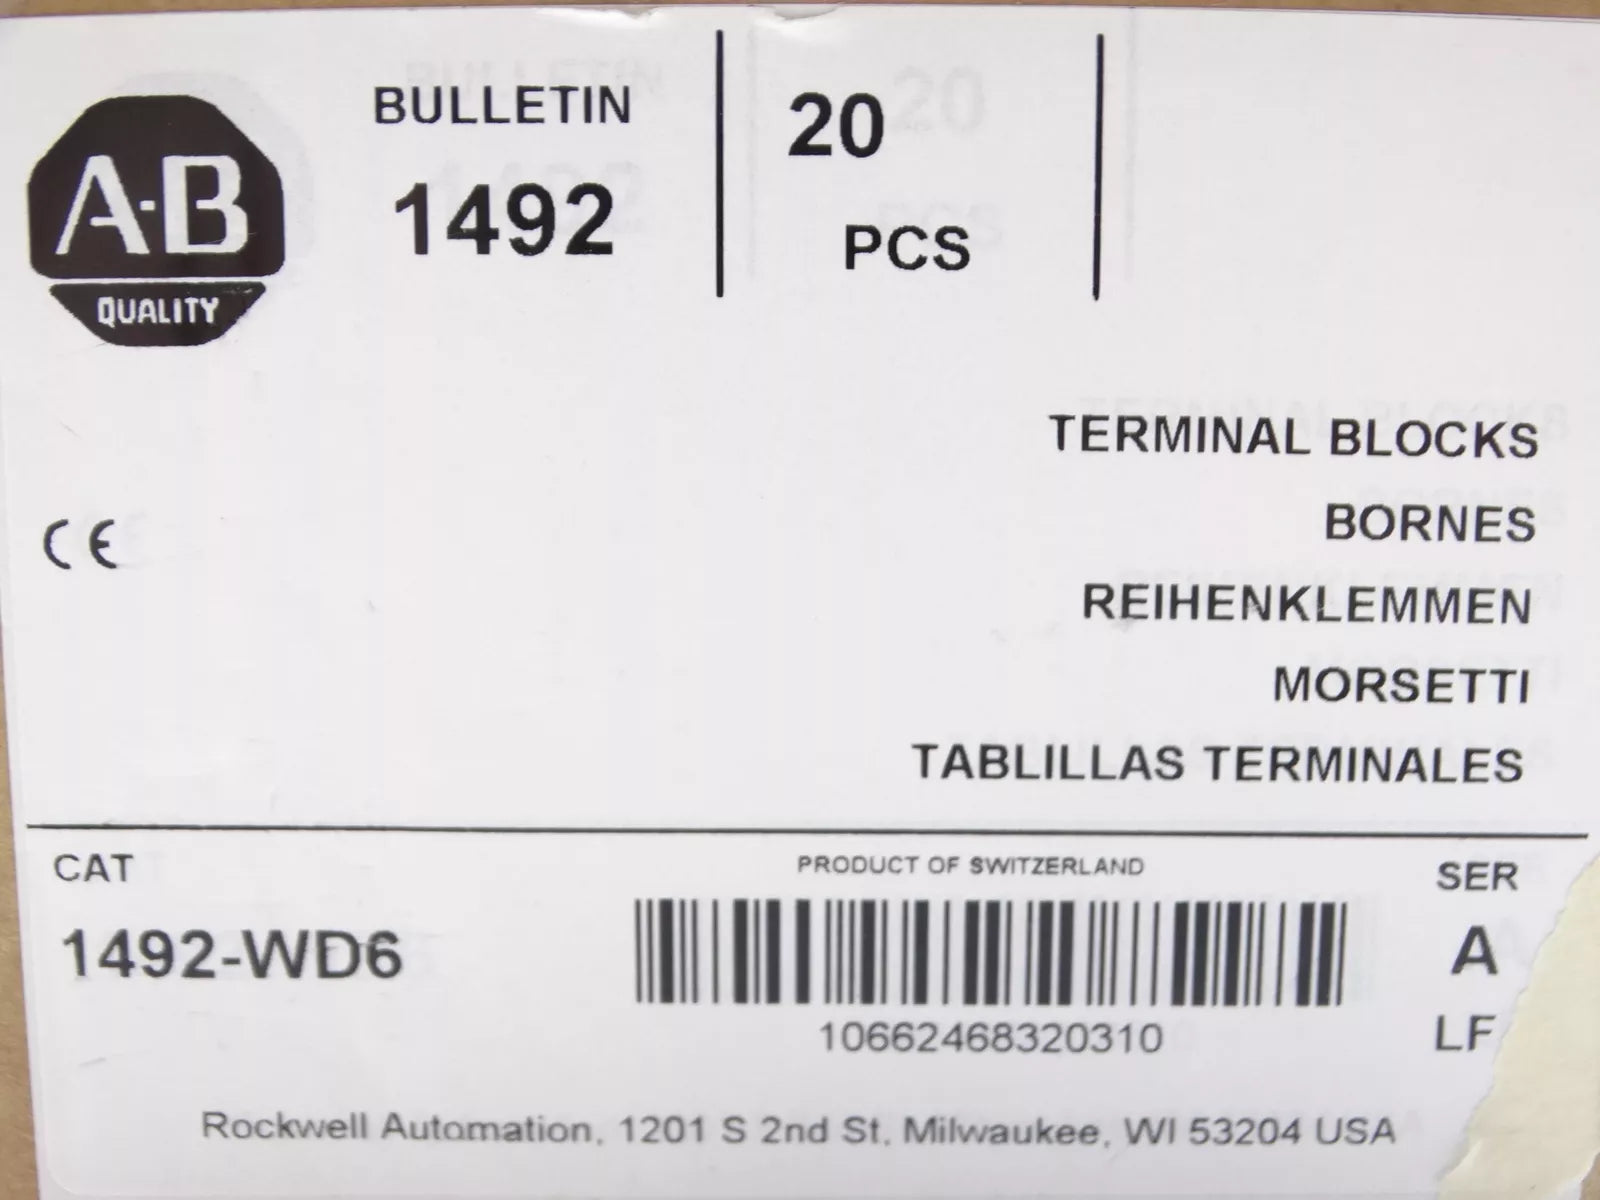 A-B
QUALITY
BULLETIN
1492
20
PCS
TERMINAL BLOCKS
BORNES
REIHENKLEMMEN
MORSETTI
TABLILLAS TERMINALES
CE
CAT
1492-WD6
PRODUCT OF SWITZERLAND
10662468320310
SER
A
LF
Rockwell Automation, 1201 S 2nd St, Milwaukee, WI 53204 USA